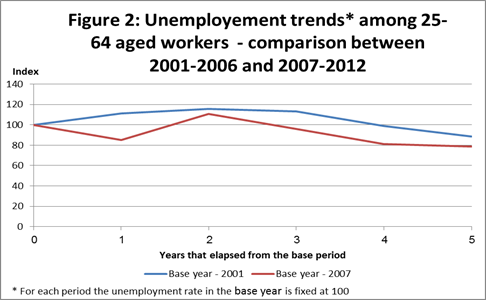 Figure 2: Unemployement trends* among 25-
64 aged workers - comparison between
2001-2006 and 2007-2012
Index
140
120
100
80
60
40
20
0
0 1 2 3 4 5
Years that elapsed from the base period
Base year - 2001 Base year - 2007
* For each period the unemployment rate in the base year is fixed at 100